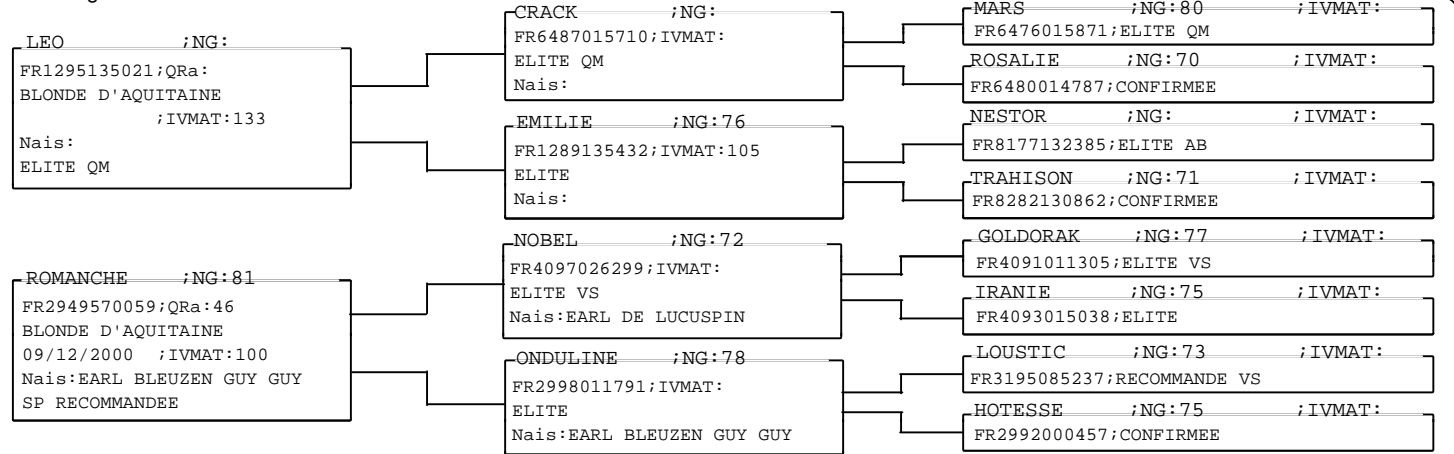 LEO ;NG:
FR1295135021;QRa:
BLONDE D'AQUITAINE
;IVMAT:133
Nais:
ELITE QM
ROMANCHE ;NG:81
FR2949570059;QRa:46
BLONDE D'AQUITAINE
09/12/2000 ;IVMAT:100
Nais:EARL BLEUZEN GUY GUY
SP RECOMMANDEE
CRACK ;NG:
FR6487015710;IVMAT:
ELITE QM
Nais:
EMILIE ;NG:76
FR1289135432;IVMAT:105
ELITE
Nais:
NOBEL ;NG:72
FR4097026299;IVMAT:
ELITE VS
Nais:EARL DE LUCUSPIN
ONDULINE ;NG:78
FR2998011791;IVMAT:
ELITE
Nais:EARL BLEUZEN GUY GUY
MARS ;NG:80 ;IVMAT:
FR6476015871;ELITE QM
ROSALIE ;NG:70 ;IVMAT:
FR6480014787;CONFIRMEE
NESTOR ;NG: ;IVMAT:
FR8177132385;ELITE AB
TRAHISON ;NG:71 ;IVMAT:
FR8282130862;CONFIRMEE
GOLDORAK ;NG:77 ;IVMAT:
FR4091011305;ELITE VS
IRANIE ;NG:75 ;IVMAT:
FR4093015038;ELITE
LOUSTIC ;NG:73 ;IVMAT:
FR3195085237;RECOMMANDE VS
HOTESSE ;NG:75 ;IVMAT:
FR2992000457;CONFIRMEE